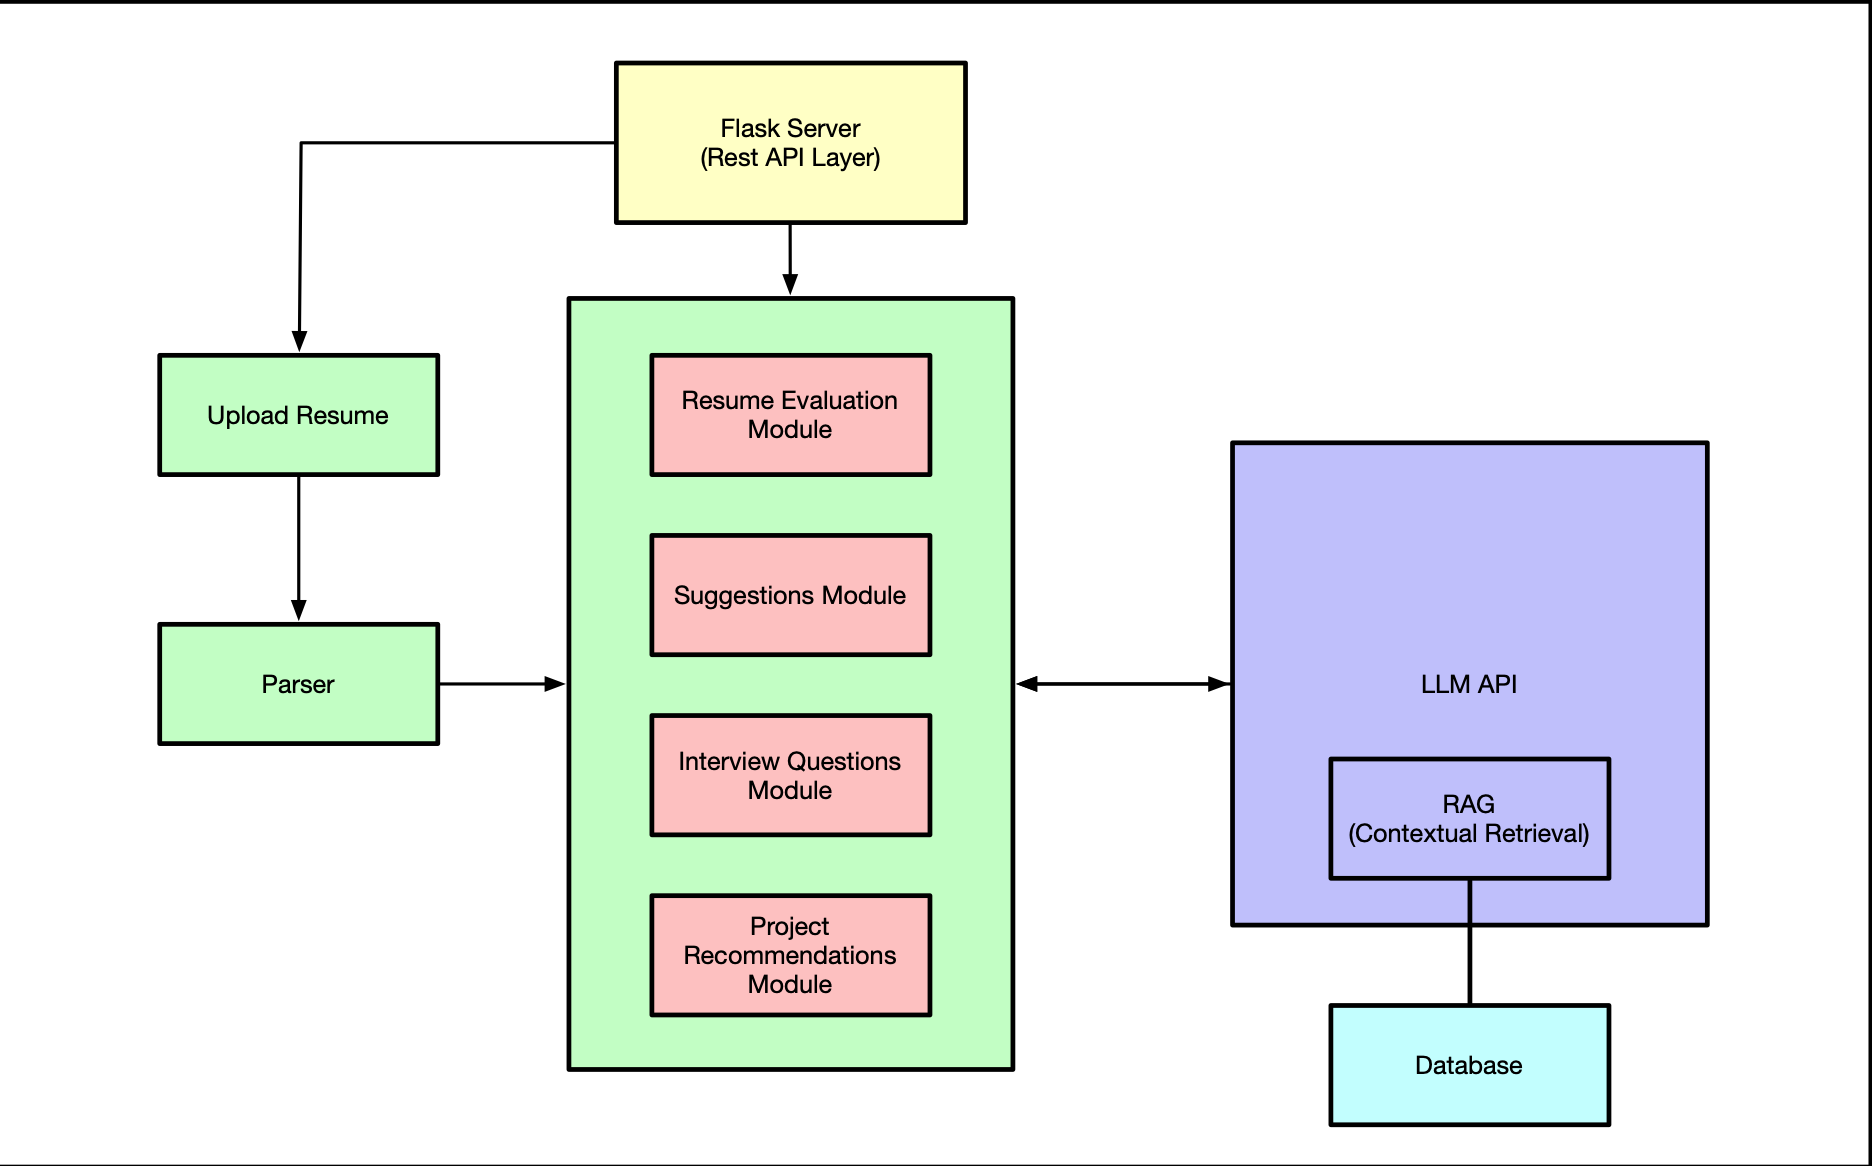 Flask Server
(Rest API Layer)
Upload Resume
Parser
Resume Evaluation
Module
Suggestions Module
Interview Questions
Module
Project
Recommendations
Module
LLM API
RAG
(Contextual Retrieval)
Database